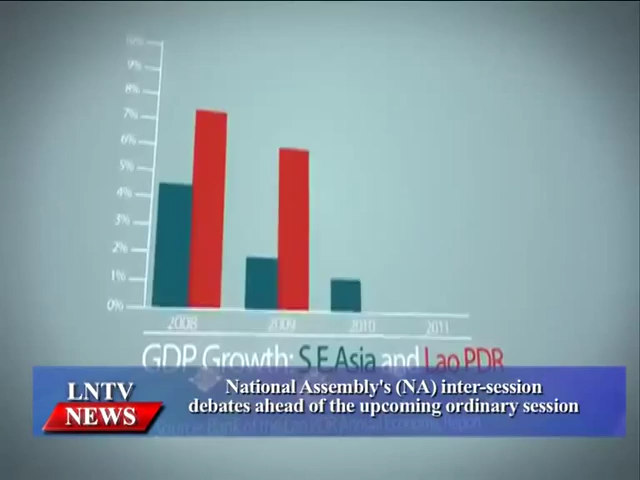 10%
9%
8%
7%
6%
5%
4%
3%
2%
1%
0%
2008 2009 2010 2011
GDP Growth: S.E.Asia and Lao PDR
LNTV
NEWS
National Assembly's (NA) inter-session
debates ahead of the upcoming ordinary session